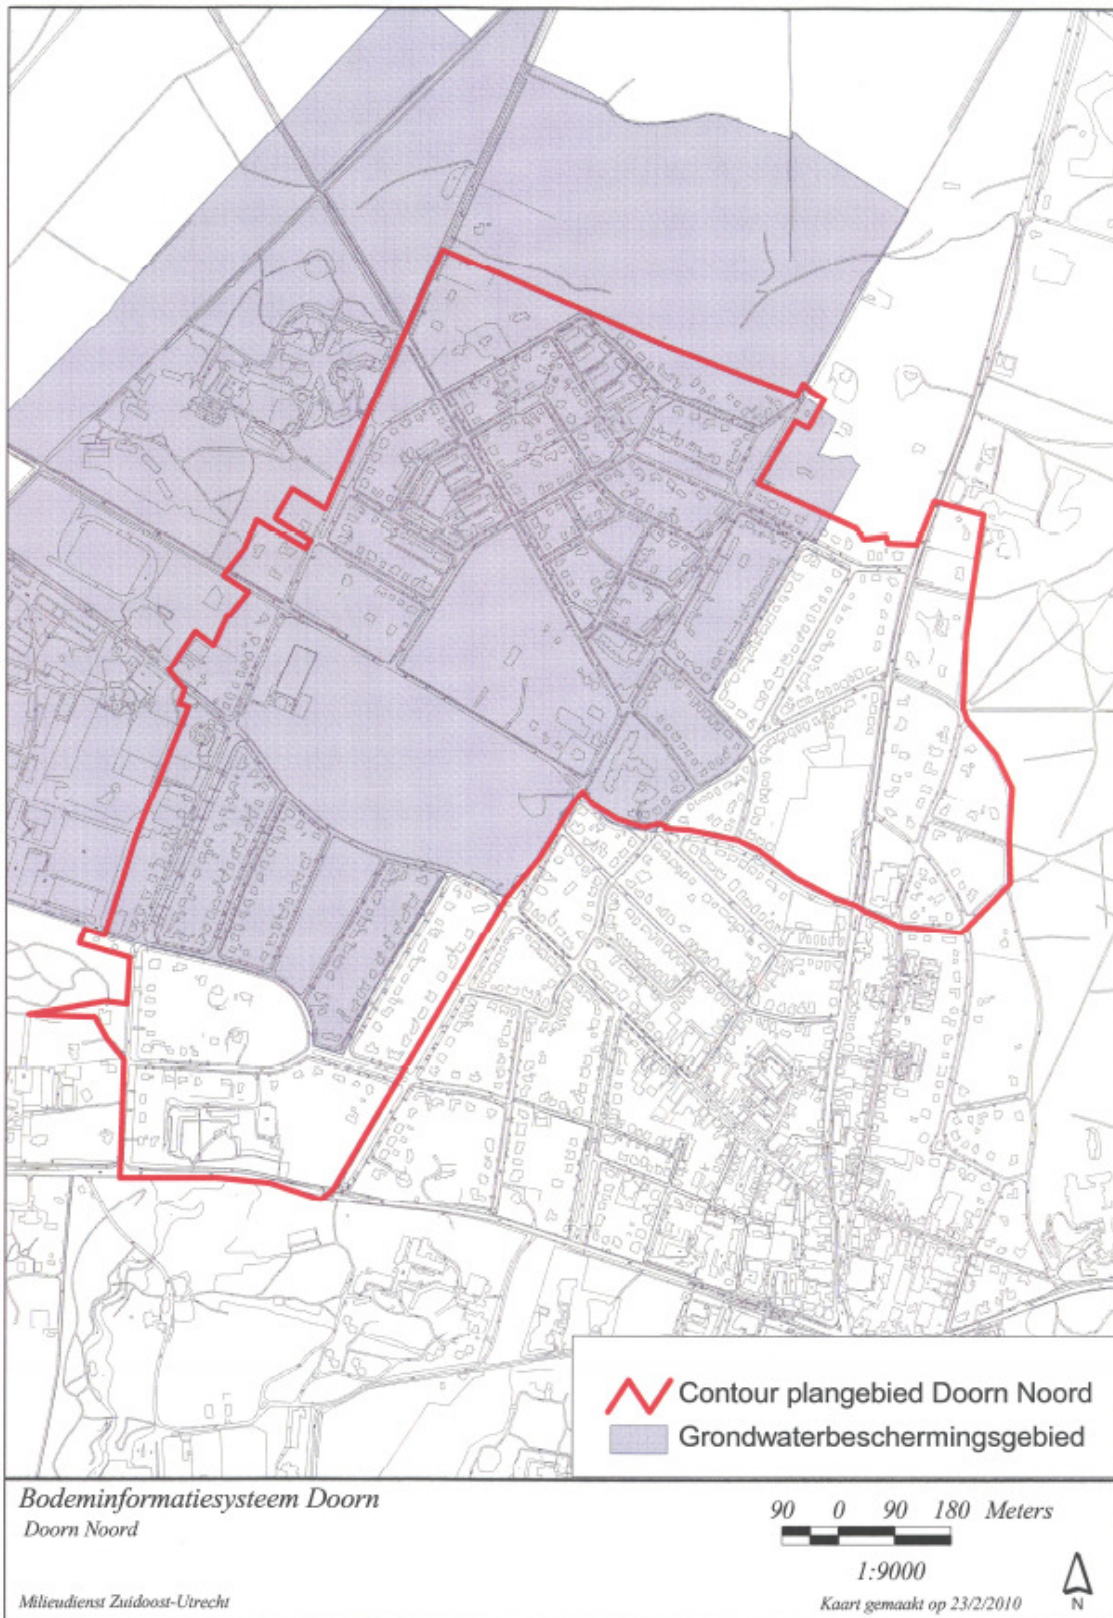 Contour plangebied Doorn Noord
Grondwaterbeschermingsgebied
Bodeminformatiesysteem Doorn
Doorn Noord
90 0 90 180 Meters
1:9000
N
Milieudienst Zuidoost-Utrecht
Kaart gemaakt op 23/2/2010